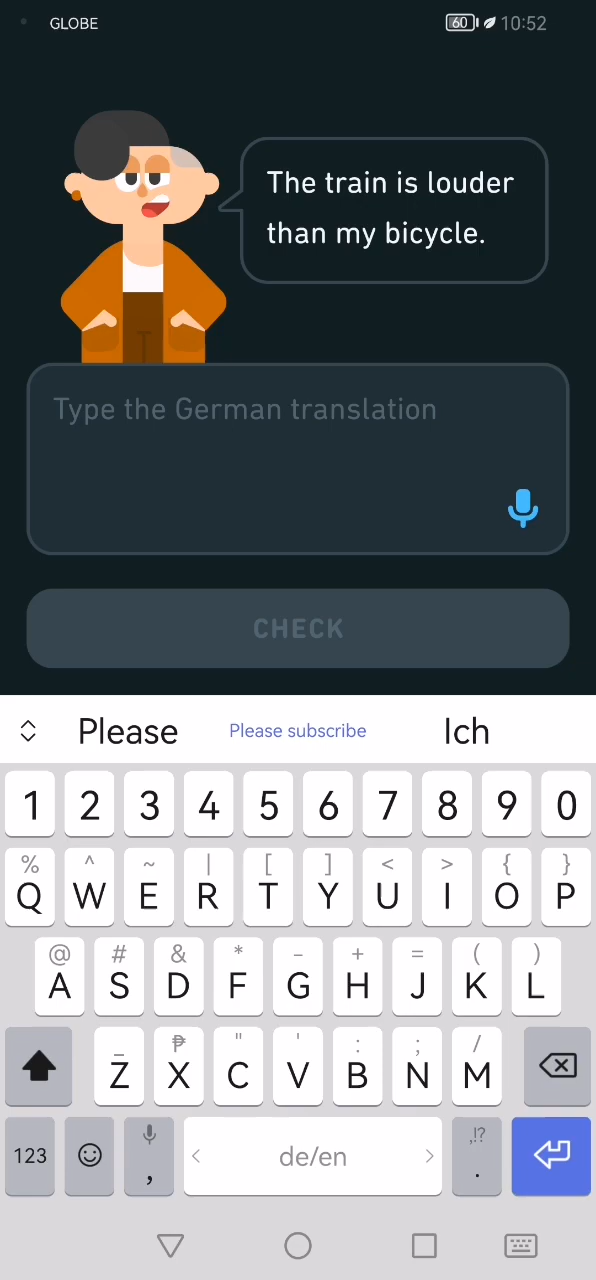 GLOBE 60 10:52
The train is louder
than my bicycle.
Type the German translation
CHECK
Please Please subscribe Ich
1 2 3 4 5 6 7 8 9 0
% ^ ~ | [ ] < > { }
Q W E R T Y U I O P
@ # & * - + = ( )
A S D F G H J K L
_ ₱ " ' : ; /
Z X C V B N M
123 , < de/en > ,!? .